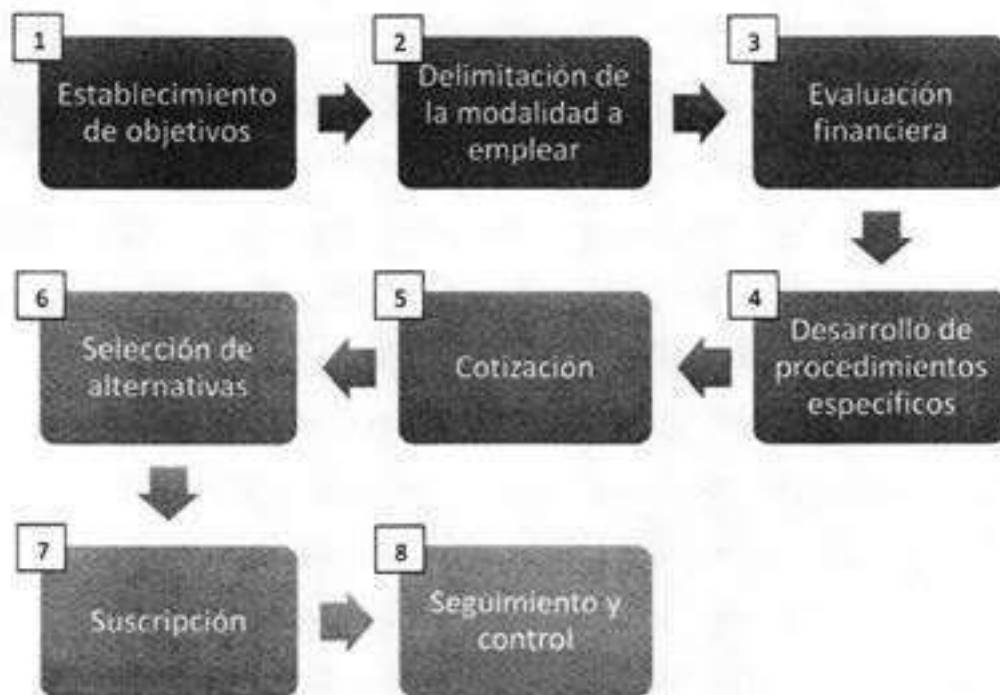 1
Establecimiento
de objetivos
2
Delimitación de
la modalidad a
emplear
3
Evaluación
financiera
4
Desarrollo de
procedimientos
específicos
5
Cotización
6
Selección de
alternativas
7
Suscripción
8
Seguimiento y
control